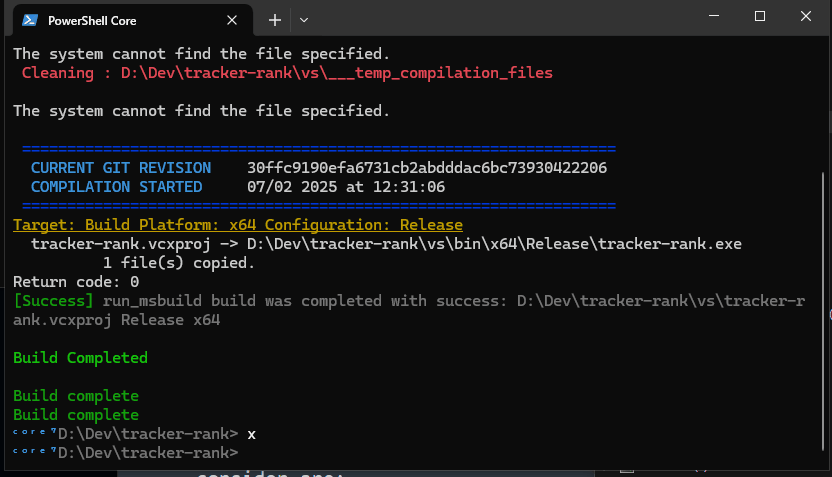 PowerShell Core
The system cannot find the file specified.
Cleaning : D:\Dev\tracker-rank\vs\___temp_compilation_files
The system cannot find the file specified.
==================================================================
CURRENT GIT REVISION    30ffc9190efa6731cb2abdddac6bc73930422206
COMPILATION STARTED     07/02 2025 at 12:31:06
==================================================================
Target: Build Platform: x64 Configuration: Release
tracker-rank.vcxproj -> D:\Dev\tracker-rank\vs\bin\x64\Release\tracker-rank.exe
1 file(s) copied.
Return code: 0
[Success] run_msbuild build was completed with success: D:\Dev\tracker-rank\vs\tracker-r
ank.vcxproj Release x64
Build Completed
Build complete
Build complete
ᶜᵒʳᵉ⁷D:\Dev\tracker-rank> x
ᶜᵒʳᵉ⁷D:\Dev\tracker-rank>